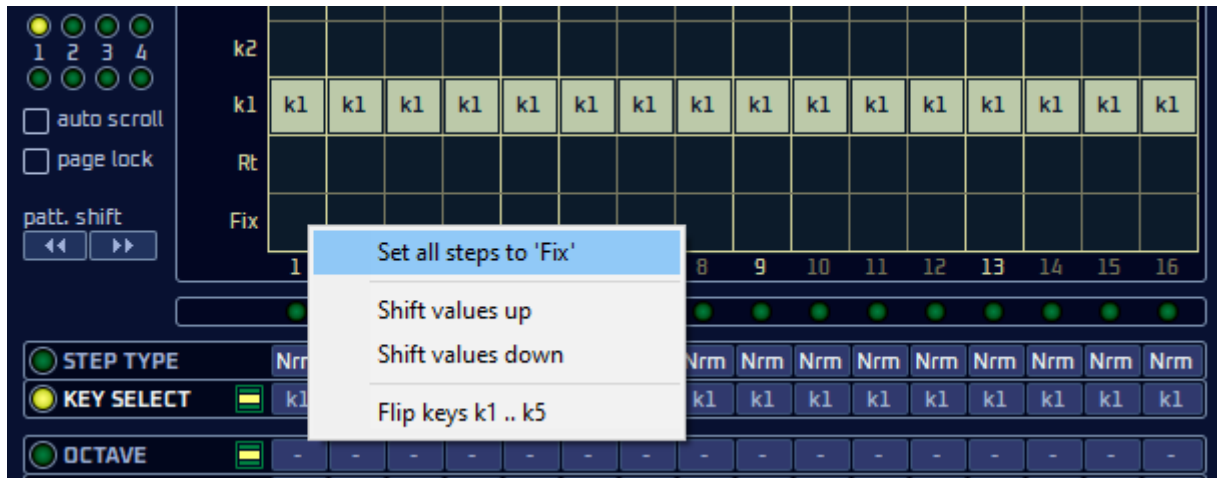 1 2 3 4
k2
k1 k1 k1 k1 k1 k1 k1 k1 k1 k1 k1 k1 k1 k1 k1 k1 k1
auto scroll
page lock
Rt
patt. shift
Fix
Set all steps to 'Fix'
1 8 9 10 11 12 13 14 15 16
Shift values up
Shift values down
STEP TYPE Nrm Nrm Nrm Nrm Nrm Nrm Nrm Nrm Nrm
KEY SELECT k1 k1 k1 k1 k1 k1 k1 k1 k1
Flip keys k1 .. k5
OCTAVE - - - - - - - - - - - - - - - -